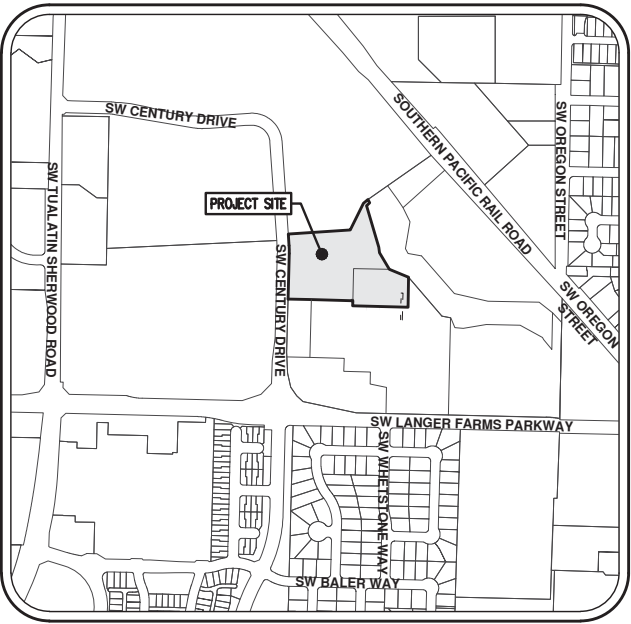 SW CENTURY DRIVE
SOUTHERN PACIFIC RAIL ROAD
SW OREGON STREET
SW TUALATIN SHERWOOD ROAD
PROJECT SITE
SW CENTURY DRIVE
SW OREGON
STREET
SW LANGER FARMS PARKWAY
SW WHETSTONE WAY
SW BALER WAY